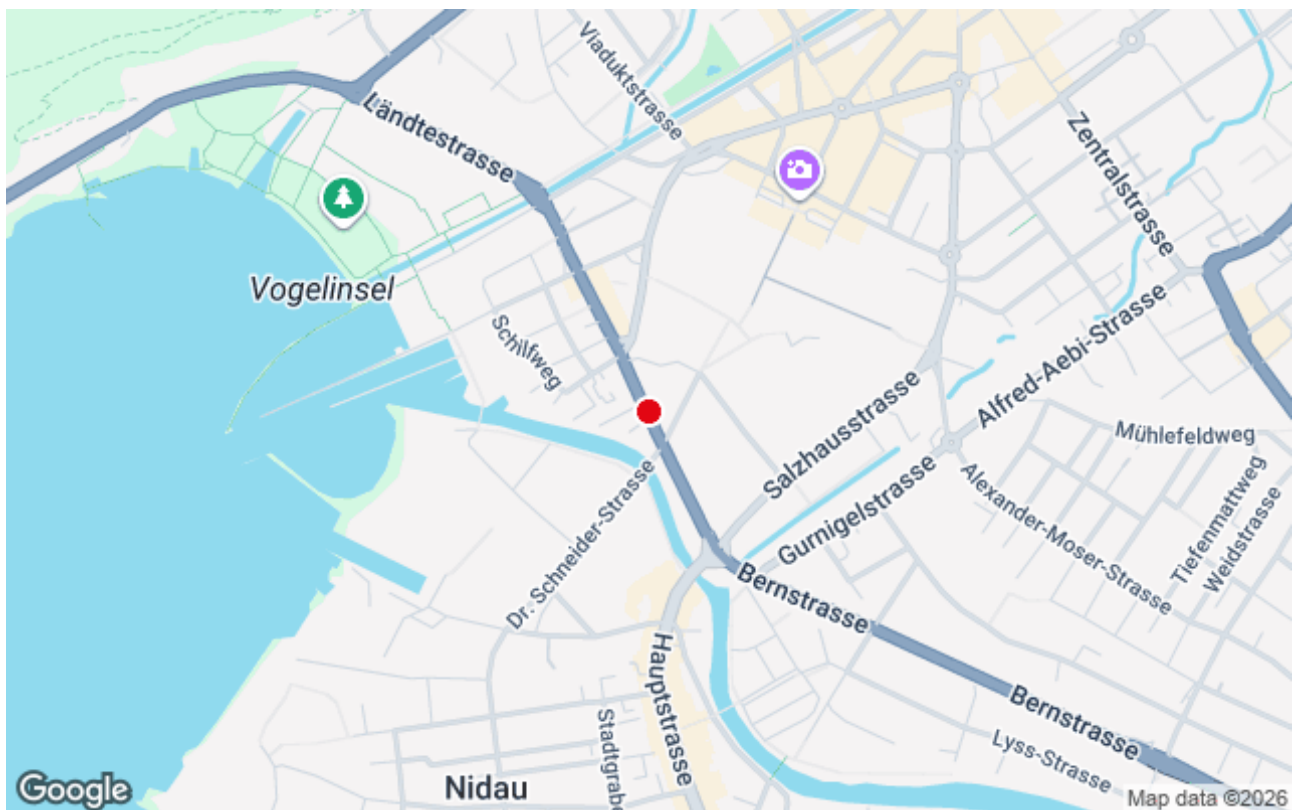 Viaduktstrasse
Ländtestrasse
Zentralstrasse
Vogelinsel
Schilfweg
Alfred-Aebi-Strasse
Salzhausstrasse
Mühlefeldweg
Gurnigelstrasse
Alexander-Moser-Strasse
Tiefenmattweg
Weidstrasse
Dr. Schneider-Strasse
Bernstrasse
Hauptstrasse
Bernstrasse
Stadtgrabe
Lyss-Strasse
Nidau
Google
Map data ©2026